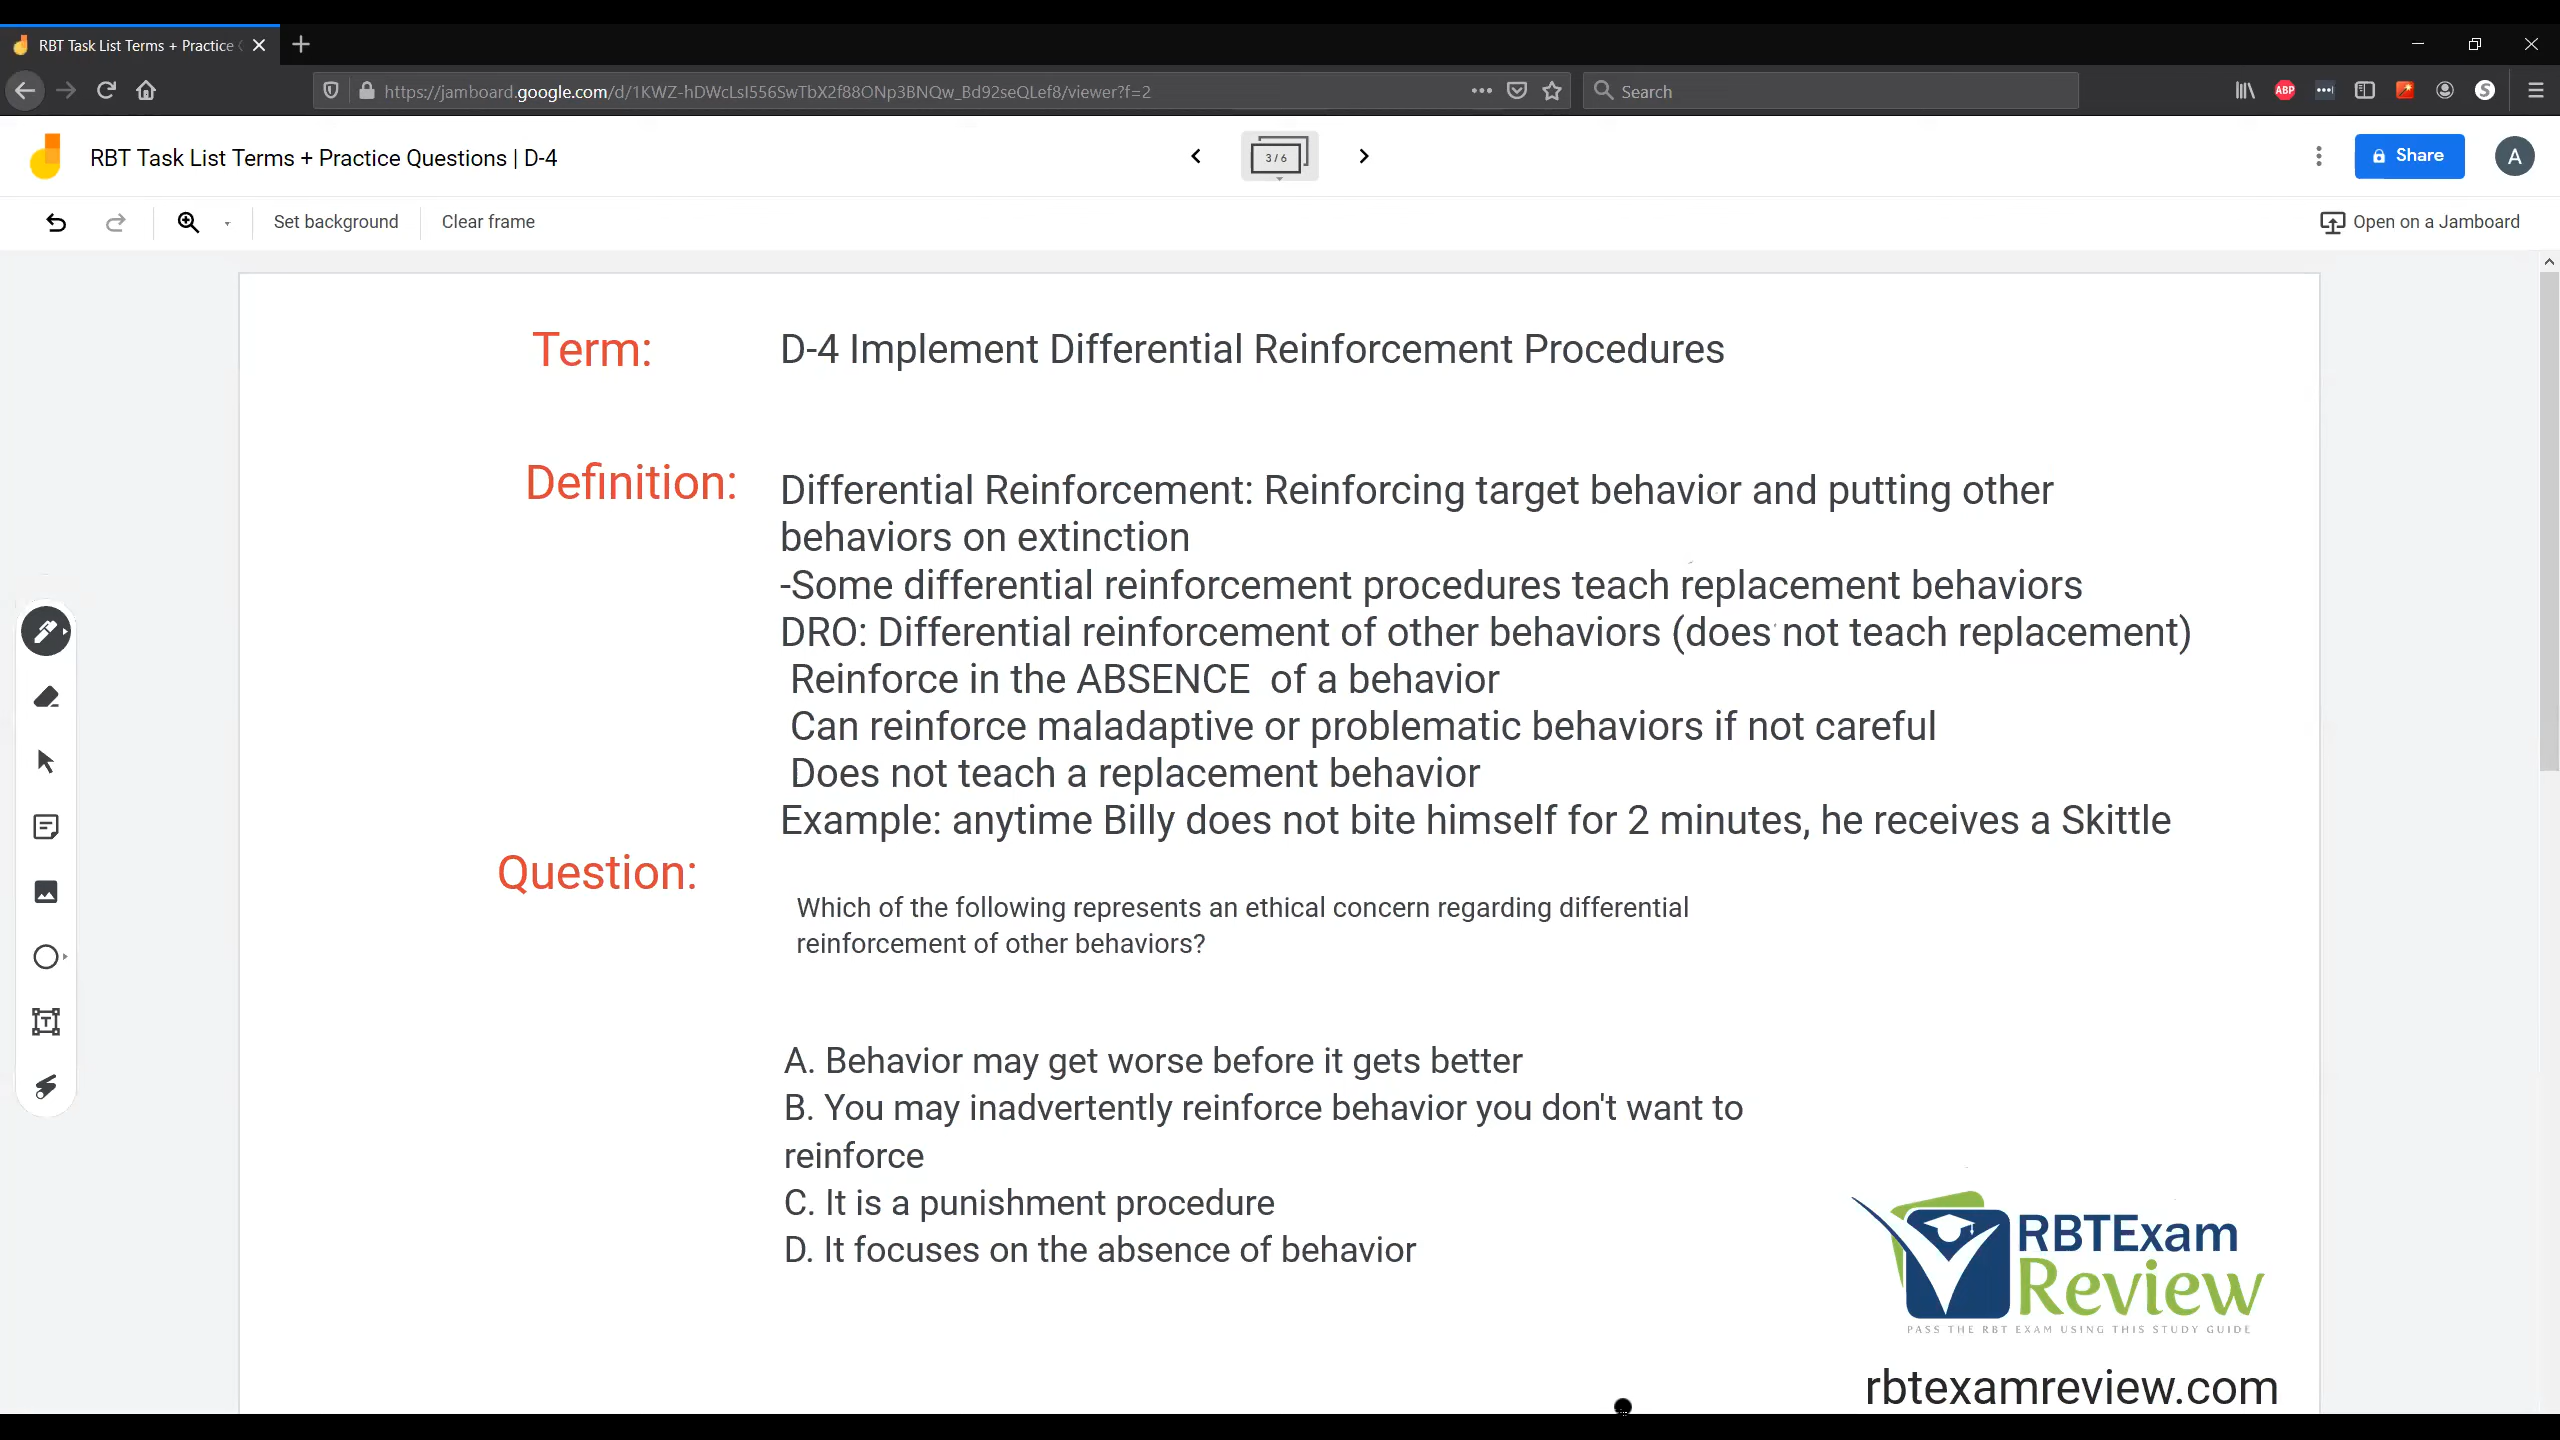 RBT Task List Terms + Practice
https://jamboard.google.com/d/1KWZ-hDWcLsI556SwTbX2f88ONp3BNQw_Bd92seQLef8/viewer?f=2
Search
ABP
S
RBT Task List Terms + Practice Questions | D-4
3 / 6
Share
A
Set background
Clear frame
Open on a Jamboard
Term:
D-4 Implement Differential Reinforcement Procedures
Definition:
Differential Reinforcement: Reinforcing target behavior and putting other
behaviors on extinction
-Some differential reinforcement procedures teach replacement behaviors
DRO: Differential reinforcement of other behaviors (does not teach replacement)
Reinforce in the ABSENCE of a behavior
Can reinforce maladaptive or problematic behaviors if not careful
Does not teach a replacement behavior
Example: anytime Billy does not bite himself for 2 minutes, he receives a Skittle
Question:
Which of the following represents an ethical concern regarding differential
reinforcement of other behaviors?
A. Behavior may get worse before it gets better
B. You may inadvertently reinforce behavior you don't want to
reinforce
C. It is a punishment procedure
D. It focuses on the absence of behavior
RBTExam
Review
PASS THE RBT EXAM USING THIS STUDY GUIDE
rbtexamreview.com